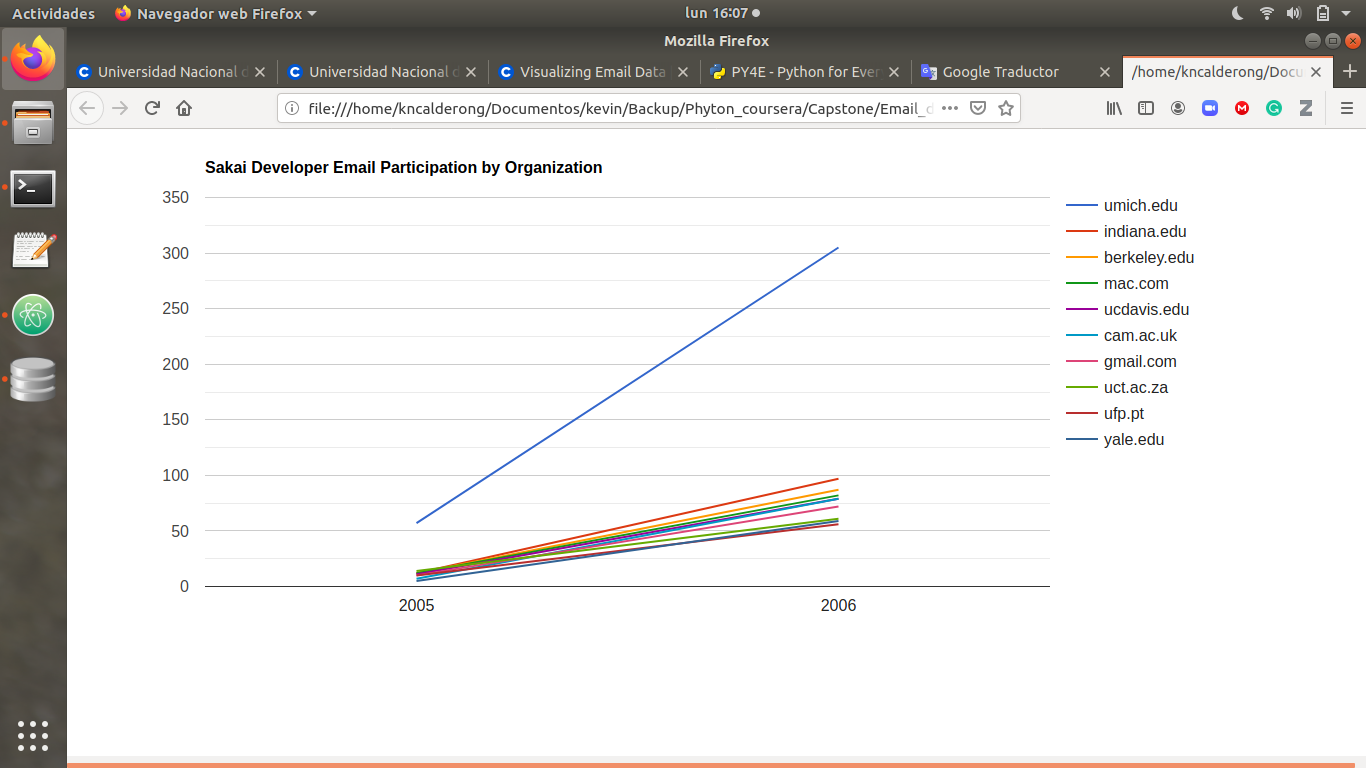 Actividades Navegador web Firefox lun 16:07
Mozilla Firefox
Universidad Nacional d Universidad Nacional d Visualizing Email Data PY4E - Python for Ever Google Traductor /home/kncalderong/Docu
file:///home/kncalderong/Documentos/kevin/Backup/Phyton_coursera/Capstone/Email_d
Sakai Developer Email Participation by Organization
350
300
250
200
150
100
50
0
2005 2006
umich.edu
indiana.edu
berkeley.edu
mac.com
ucdavis.edu
cam.ac.uk
gmail.com
uct.ac.za
ufp.pt
yale.edu